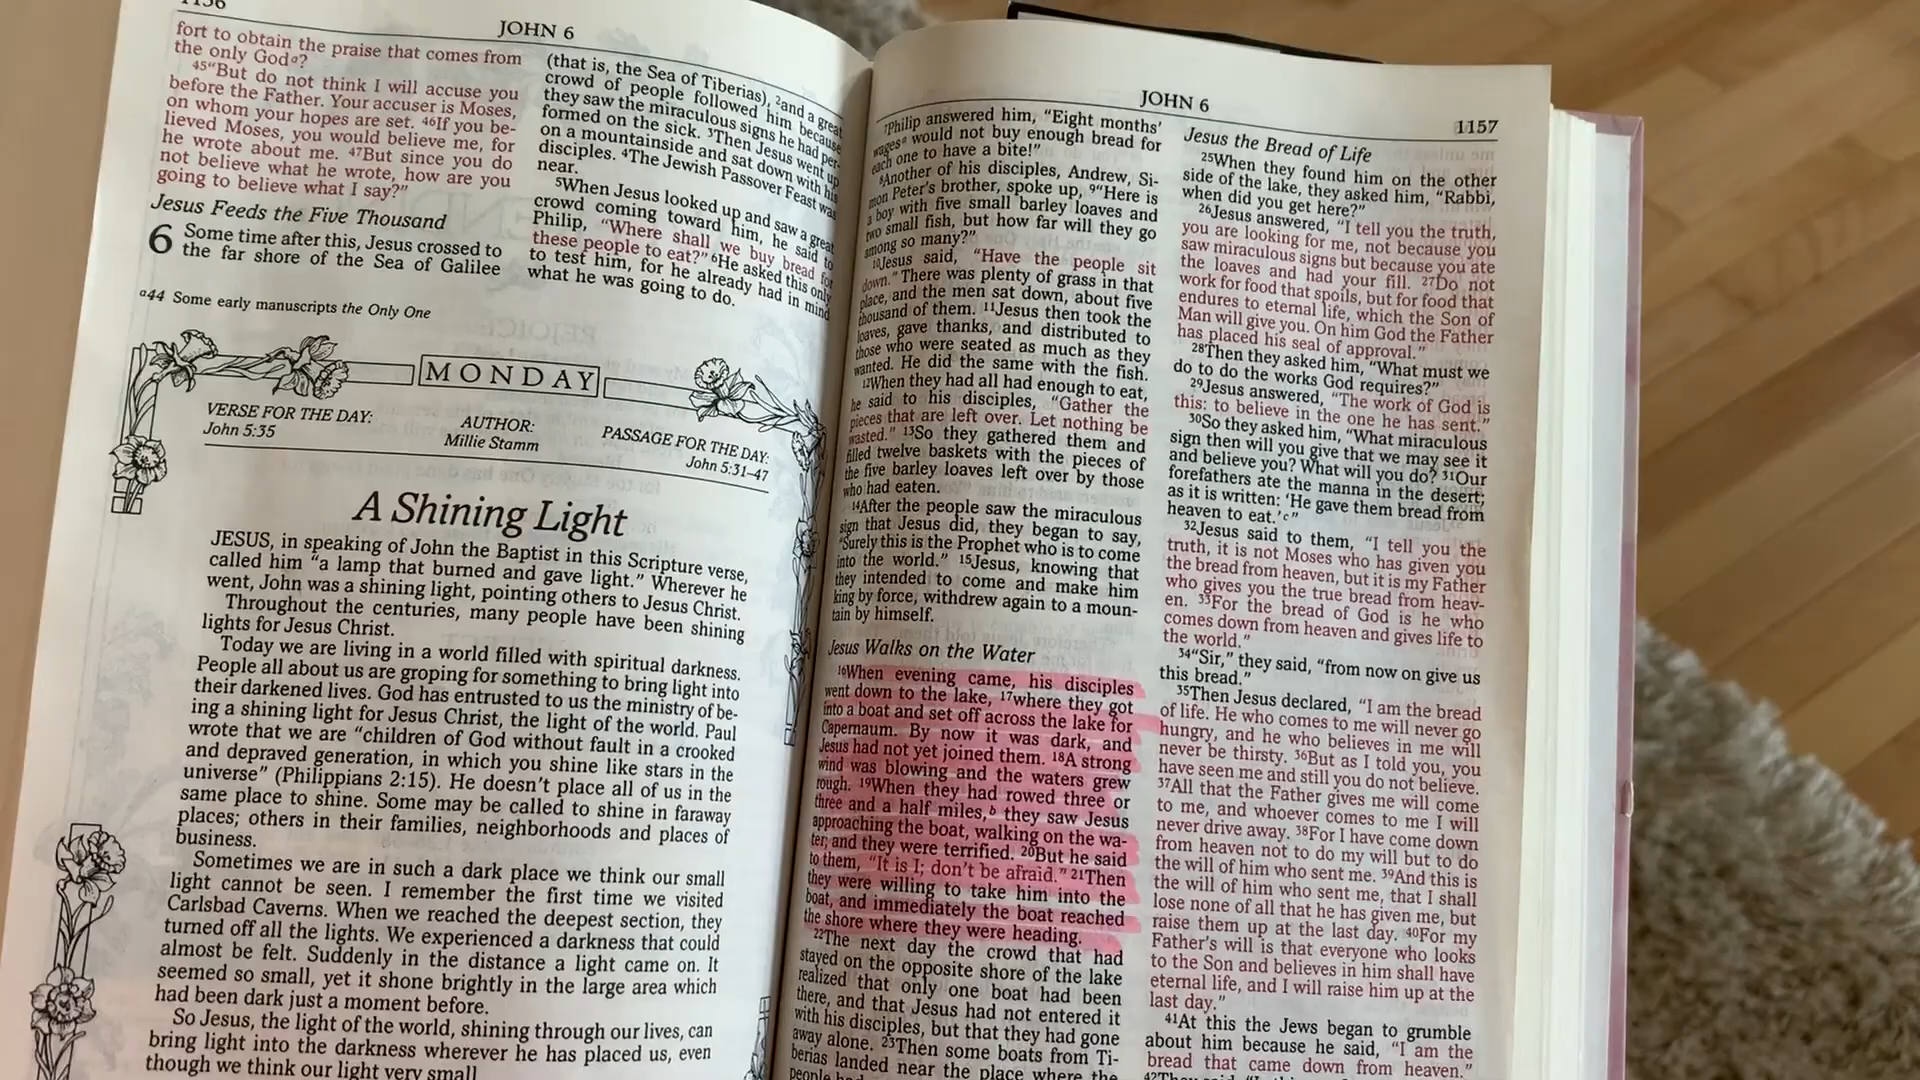 1156
JOHN 6
fort to obtain the praise that comes from
the only Godᵃ?
⁴⁵“But do not think I will accuse you
before the Father. Your accuser is Moses,
on whom your hopes are set. ⁴⁶If you be-
lieved Moses, you would believe me, for
he wrote about me. ⁴⁷But since you do
not believe what he wrote, how are you
going to believe what I say?”
Jesus Feeds the Five Thousand
6 Some time after this, Jesus crossed to
the far shore of the Sea of Galilee
(that is, the Sea of Tiberias), ²and a great
crowd of people followed him because
they saw the miraculous signs he had per-
formed on the sick. ³Then Jesus went up
on a mountainside and sat down with his
disciples. ⁴The Jewish Passover Feast was
near.
⁵When Jesus looked up and saw a great
crowd coming toward him, he said to
Philip, “Where shall we buy bread for
these people to eat?” ⁶He asked this only
to test him, for he already had in mind
what he was going to do.
ᵃ44 Some early manuscripts the Only One
MONDAY
VERSE FOR THE DAY:
John 5:35
AUTHOR:
Millie Stamm
PASSAGE FOR THE DAY:
John 5:31–47
A Shining Light
JESUS, in speaking of John the Baptist in this Scripture verse,
called him “a lamp that burned and gave light.” Wherever he
went, John was a shining light, pointing others to Jesus Christ.
Throughout the centuries, many people have been shining
lights for Jesus Christ.
Today we are living in a world filled with spiritual darkness.
People all about us are groping for something to bring light into
their darkened lives. God has entrusted to us the ministry of be-
ing a shining light for Jesus Christ, the light of the world. Paul
wrote that we are “children of God without fault in a crooked
and depraved generation, in which you shine like stars in the
universe” (Philippians 2:15). He doesn’t place all of us in the
same place to shine. Some may be called to shine in faraway
places; others in their families, neighborhoods and places of
business.
Sometimes we are in such a dark place we think our small
light cannot be seen. I remember the first time we visited
Carlsbad Caverns. When we reached the deepest section, they
turned off all the lights. We experienced a darkness that could
almost be felt. Suddenly in the distance a light came on. It
seemed so small, yet it shone brightly in the large area which
had been dark just a moment before.
So Jesus, the light of the world, shining through our lives, can
bring light into the darkness wherever he has placed us, even
though we think our light very small
JOHN 6
1157
⁷Philip answered him, “Eight months’
wagesᵃ would not buy enough bread for
each one to have a bite!”
⁸Another of his disciples, Andrew, Si-
mon Peter’s brother, spoke up, ⁹“Here is
a boy with five small barley loaves and
two small fish, but how far will they go
among so many?”
¹⁰Jesus said, “Have the people sit
down.” There was plenty of grass in that
place, and the men sat down, about five
thousand of them. ¹¹Jesus then took the
loaves, gave thanks, and distributed to
those who were seated as much as they
wanted. He did the same with the fish.
¹²When they had all had enough to eat,
he said to his disciples, “Gather the
pieces that are left over. Let nothing be
wasted.” ¹³So they gathered them and
filled twelve baskets with the pieces of
the five barley loaves left over by those
who had eaten.
¹⁴After the people saw the miraculous
sign that Jesus did, they began to say,
“Surely this is the Prophet who is to come
into the world.” ¹⁵Jesus, knowing that
they intended to come and make him
king by force, withdrew again to a moun-
tain by himself.
Jesus Walks on the Water
¹⁶When evening came, his disciples
went down to the lake, ¹⁷where they got
into a boat and set off across the lake for
Capernaum. By now it was dark, and
Jesus had not yet joined them. ¹⁸A strong
wind was blowing and the waters grew
rough. ¹⁹When they had rowed three or
three and a half miles,ᵇ they saw Jesus
approaching the boat, walking on the wa-
ter; and they were terrified. ²⁰But he said
to them, “It is I; don’t be afraid.” ²¹Then
they were willing to take him into the
boat, and immediately the boat reached
the shore where they were heading.
²²The next day the crowd that had
stayed on the opposite shore of the lake
realized that only one boat had been
there, and that Jesus had not entered it
with his disciples, but that they had gone
away alone. ²³Then some boats from Ti-
berias landed near the place where the
people had
Jesus the Bread of Life
²⁵When they found him on the other
side of the lake, they asked him, “Rabbi,
when did you get here?”
²⁶Jesus answered, “I tell you the truth,
you are looking for me, not because you
saw miraculous signs but because you ate
the loaves and had your fill. ²⁷Do not
work for food that spoils, but for food that
endures to eternal life, which the Son of
Man will give you. On him God the Father
has placed his seal of approval.”
²⁸Then they asked him, “What must we
do to do the works God requires?”
²⁹Jesus answered, “The work of God is
this: to believe in the one he has sent.”
³⁰So they asked him, “What miraculous
sign then will you give that we may see it
and believe you? What will you do? ³¹Our
forefathers ate the manna in the desert;
as it is written: ‘He gave them bread from
heaven to eat.’ᶜ”
³²Jesus said to them, “I tell you the
truth, it is not Moses who has given you
the bread from heaven, but it is my Father
who gives you the true bread from heav-
en. ³³For the bread of God is he who
comes down from heaven and gives life to
the world.”
³⁴“Sir,” they said, “from now on give us
this bread.”
³⁵Then Jesus declared, “I am the bread
of life. He who comes to me will never go
hungry, and he who believes in me will
never be thirsty. ³⁶But as I told you, you
have seen me and still you do not believe.
³⁷All that the Father gives me will come
to me, and whoever comes to me I will
never drive away. ³⁸For I have come down
from heaven not to do my will but to do
the will of him who sent me. ³⁹And this is
the will of him who sent me, that I shall
lose none of all that he has given me, but
raise them up at the last day. ⁴⁰For my
Father’s will is that everyone who looks
to the Son and believes in him shall have
eternal life, and I will raise him up at the
last day.”
⁴¹At this the Jews began to grumble
about him because he said, “I am the
bread that came down from heaven.”